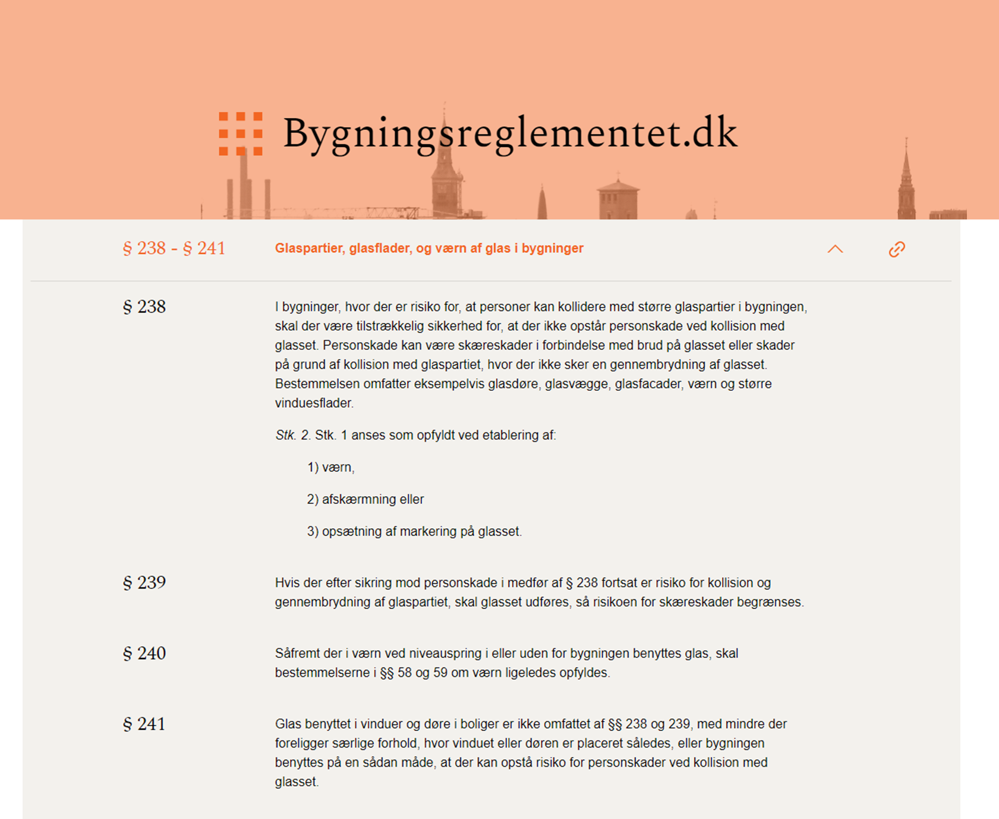 Bygningsreglementet.dk
§ 238 - § 241 Glaspartier, glasflader, og værn af glas i bygninger
§ 238 I bygninger, hvor der er risiko for, at personer kan kollidere med større glaspartier i bygningen,
skal der være tilstrækkelig sikkerhed for, at der ikke opstår personskade ved kollision med
glasset. Personskade kan være skæreskader i forbindelse med brud på glasset eller skader
på grund af kollision med glaspartiet, hvor der ikke sker en gennembrydning af glasset.
Bestemmelsen omfatter eksempelvis glasdøre, glasvægge, glasfacader, værn og større
vinduesflader.
Stk. 2. Stk. 1 anses som opfyldt ved etablering af:
1) værn,
2) afskærmning eller
3) opsætning af markering på glasset.
§ 239 Hvis der efter sikring mod personskade i medfør af § 238 fortsat er risiko for kollision og
gennembrydning af glaspartiet, skal glasset udføres, så risikoen for skæreskader begrænses.
§ 240 Såfremt der i værn ved niveauspring i eller uden for bygningen benyttes glas, skal
bestemmelserne i §§ 58 og 59 om værn ligeledes opfyldes.
§ 241 Glas benyttet i vinduer og døre i boliger er ikke omfattet af §§ 238 og 239, med mindre der
foreligger særlige forhold, hvor vinduet eller døren er placeret således, eller bygningen
benyttes på en sådan måde, at der kan opstå risiko for personskader ved kollision med
glasset.